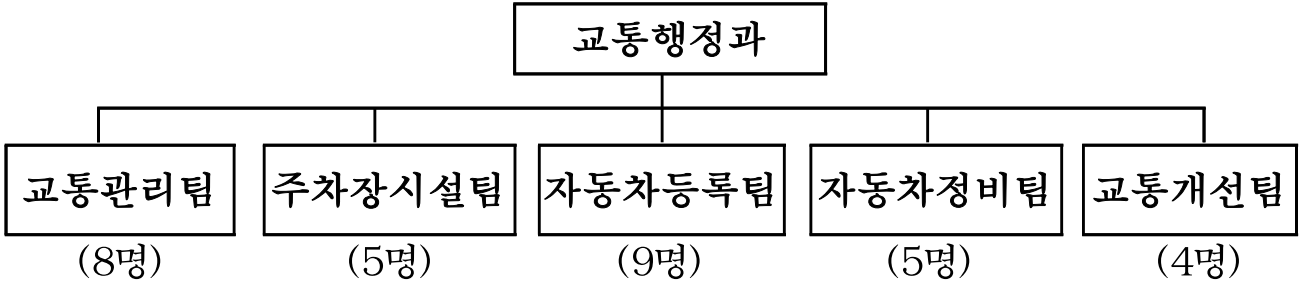 교통행정과
교통관리팀 주차장시설팀 자동차등록팀 자동차정비팀 교통개선팀
(8명) (5명) (9명) (5명) (4명)